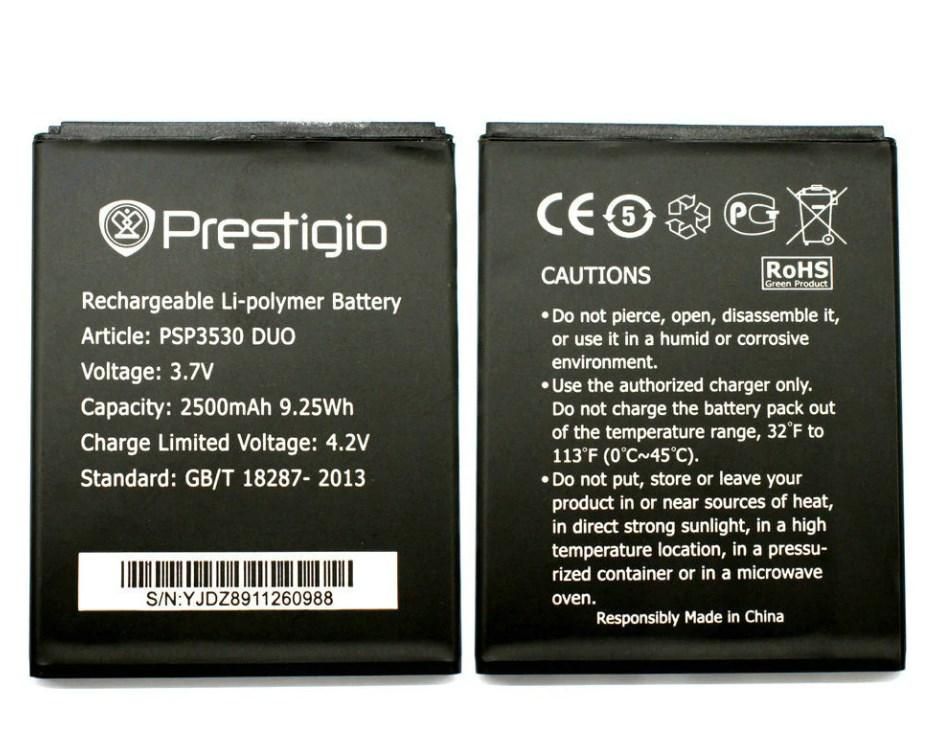 Prestigio
Rechargeable Li-polymer Battery
Article: PSP3530 DUO
Voltage: 3.7V
Capacity: 2500mAh 9.25Wh
Charge Limited Voltage: 4.2V
Standard: GB/T 18287- 2013
S/N:YJDZ8911260988
CE 5 PCT
CAUTIONS
RoHS
Green Product
•Do not pierce, open, disassemble it,
or use it in a humid or corrosive
environment.
•Use the authorized charger only.
Do not charge the battery pack out
of the temperature range, 32°F to
113°F (0°C~45°C).
•Do not put, store or leave your
product in or near sources of heat,
in direct strong sunlight, in a high
temperature location, in a pressu-
rized container or in a microwave
oven.
Responsibly Made in China